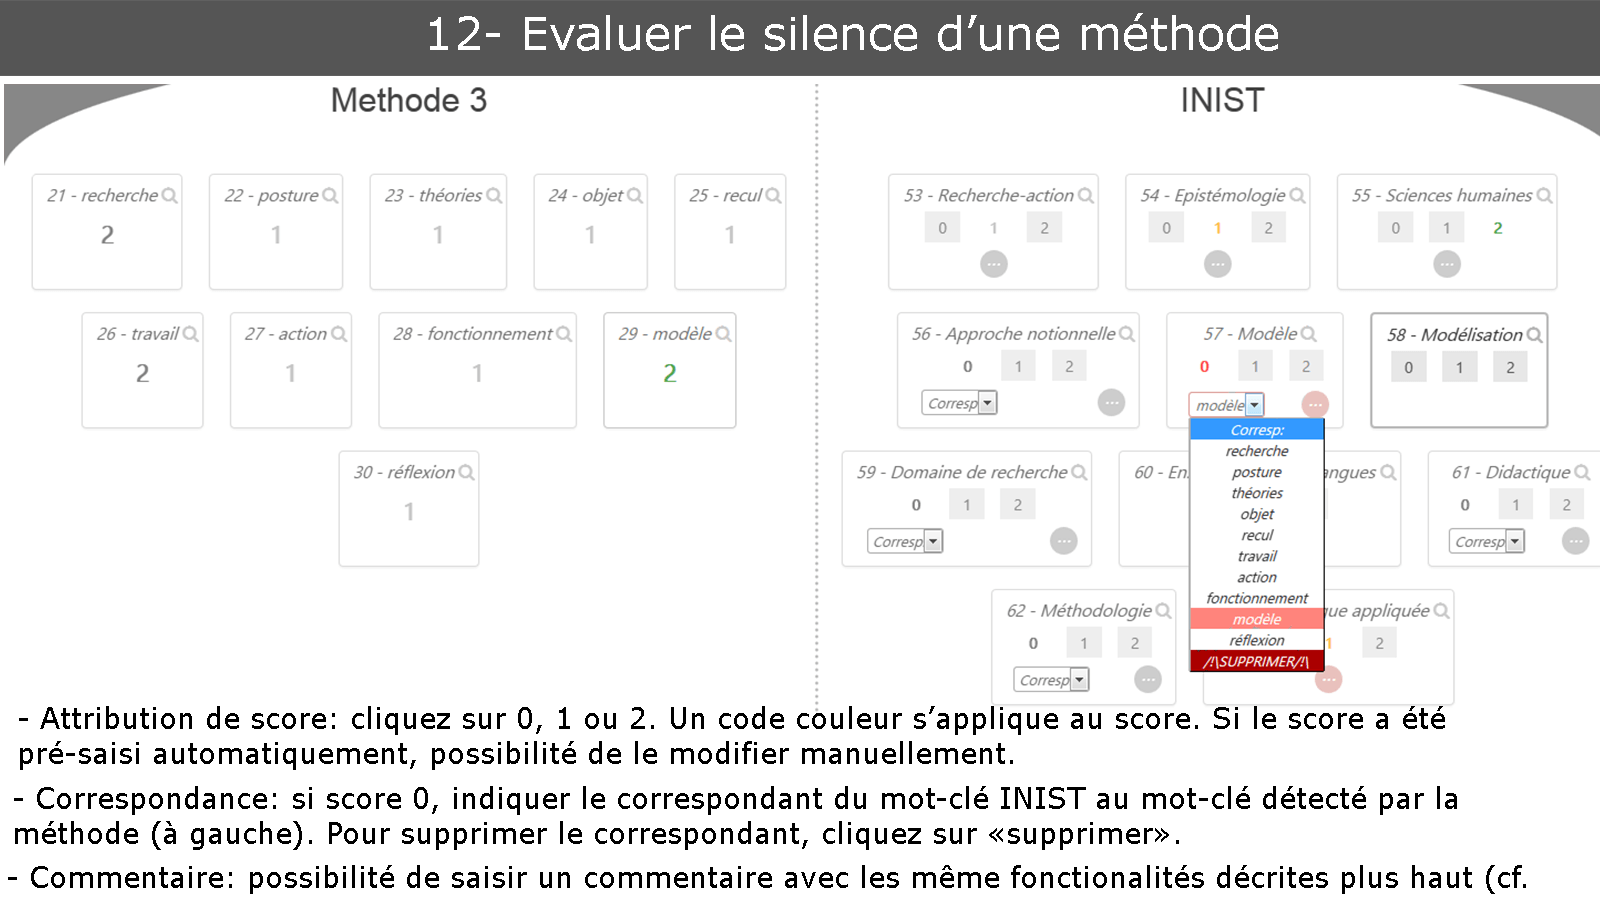 12- Evaluer le silence d’une méthode
Methode 3
INIST
21 - recherche
2
22 - posture
1
23 - théories
1
24 - objet
1
25 - recul
1
26 - travail
2
27 - action
1
28 - fonctionnement
1
29 - modèle
2
30 - réflexion
1
53 - Recherche-action
0 1 2
54 - Epistémologie
0 1 2
55 - Sciences humaines
0 1 2
56 - Approche notionnelle
0 1 2
Corresp
57 - Modèle
0 1 2
modèle
58 - Modélisation
0 1 2
Corresp:
recherche
posture
théories
objet
recul
travail
action
fonctionnement
modèle
réflexion
/!\SUPPRIMER/!\
59 - Domaine de recherche
0 1 2
Corresp
60 - En
angues
61 - Didactique
0 1 2
Corresp
62 - Méthodologie
0 1 2
Corresp
que appliquée
1 2
- Attribution de score: cliquez sur 0, 1 ou 2. Un code couleur s’applique au score. Si le score a été
pré-saisi automatiquement, possibilité de le modifier manuellement.
- Correspondance: si score 0, indiquer le correspondant du mot-clé INIST au mot-clé détecté par la
méthode (à gauche). Pour supprimer le correspondant, cliquez sur «supprimer».
- Commentaire: possibilité de saisir un commentaire avec les même fonctionalités décrites plus haut (cf.